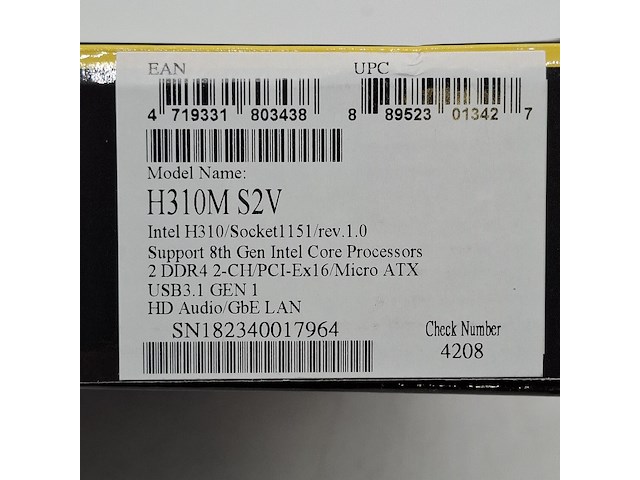 EAN UPC
4 719331 803438 8 89523 01342 7
Model Name:
H310M S2V
Intel H310/Socket1151/rev.1.0
Support 8th Gen Intel Core Processors
2 DDR4 2-CH/PCI-Ex16/Micro ATX
USB3.1 GEN 1
HD Audio/GbE LAN
SN182340017964
Check Number
4208